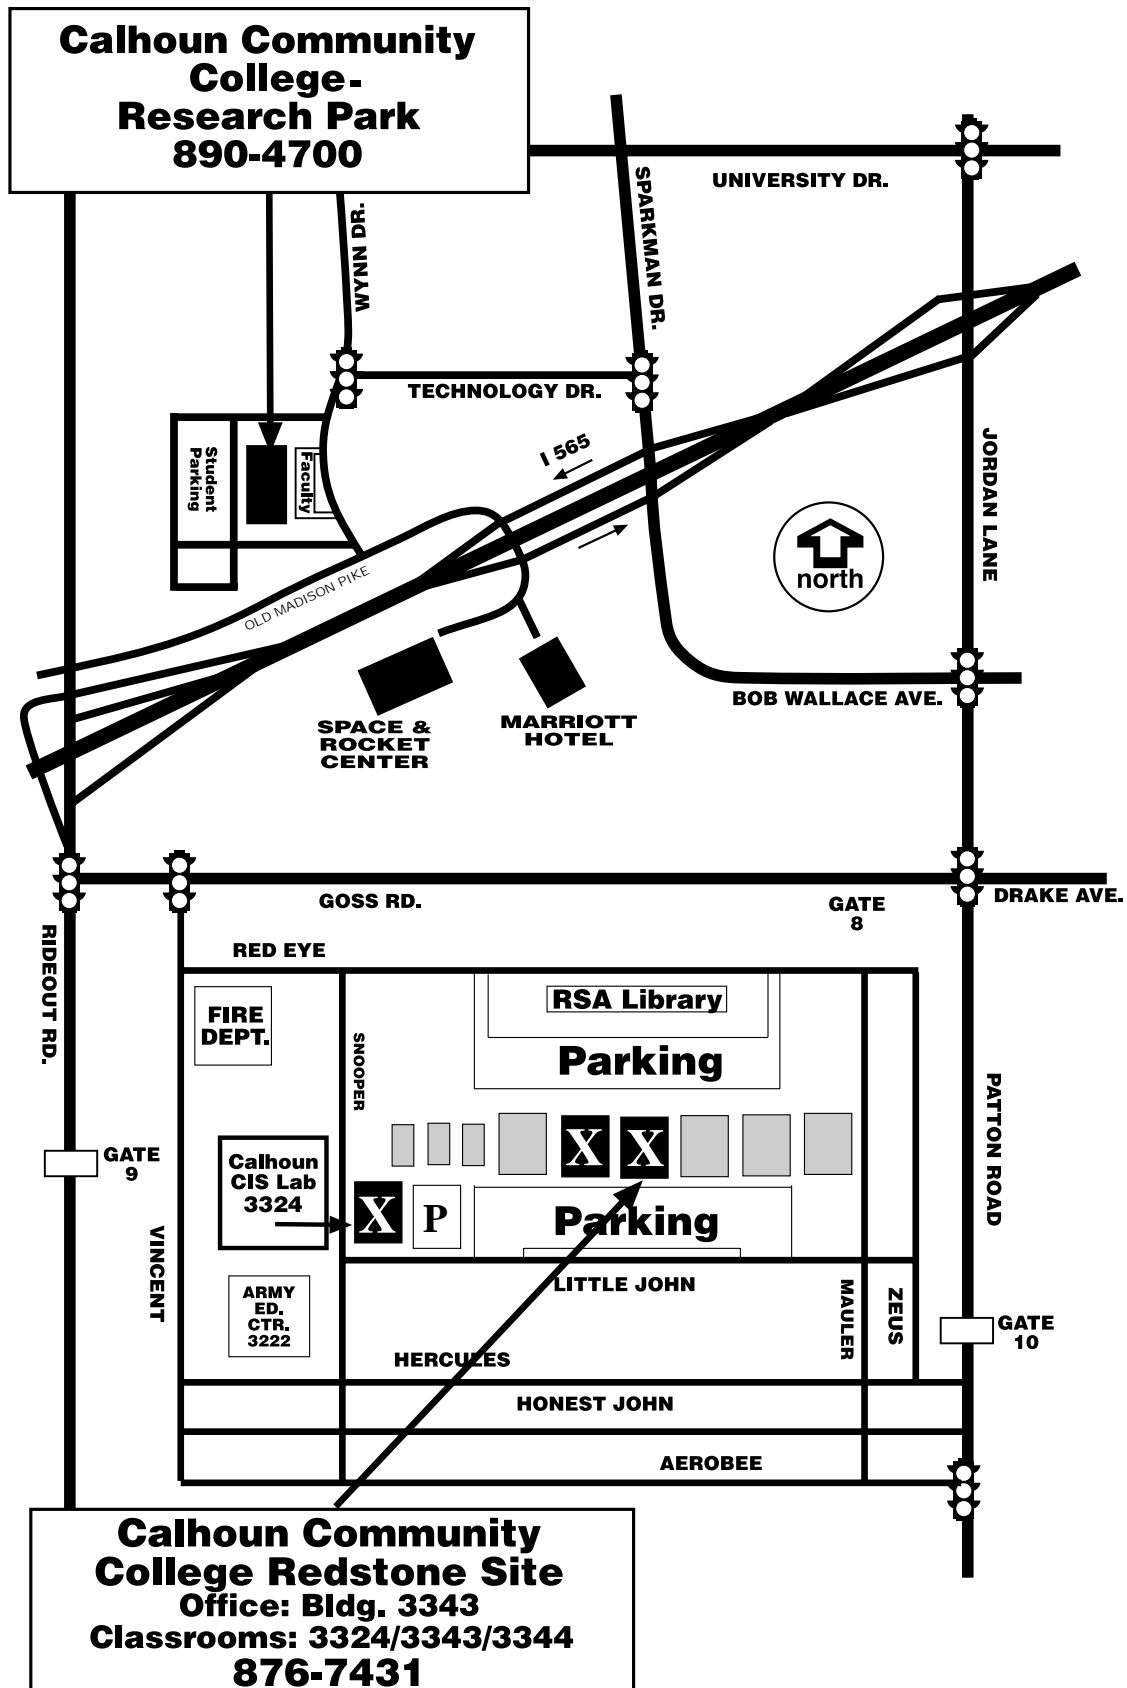 Calhoun Community
College-
Research Park
890-4700
UNIVERSITY DR.
WYNN DR.
SPARKMAN DR.
TECHNOLOGY DR.
I 565
JORDAN LANE
Student
Parking
Faculty
north
OLD MADISON PIKE
BOB WALLACE AVE.
SPACE &
ROCKET
CENTER
MARRIOTT
HOTEL
GOSS RD.
GATE
8
DRAKE AVE.
RIDEOUT RD.
RED EYE
FIRE
DEPT.
SNOOPER
RSA Library
Parking
PATTON ROAD
GATE
9
Calhoun
CIS Lab
3324
X
X
X
P
Parking
VINCENT
ARMY
ED.
CTR.
3222
LITTLE JOHN
MAULER
ZEUS
GATE
10
HERCULES
HONEST JOHN
AEROBEE
Calhoun Community
College Redstone Site
Office: Bldg. 3343
Classrooms: 3324/3343/3344
876-7431